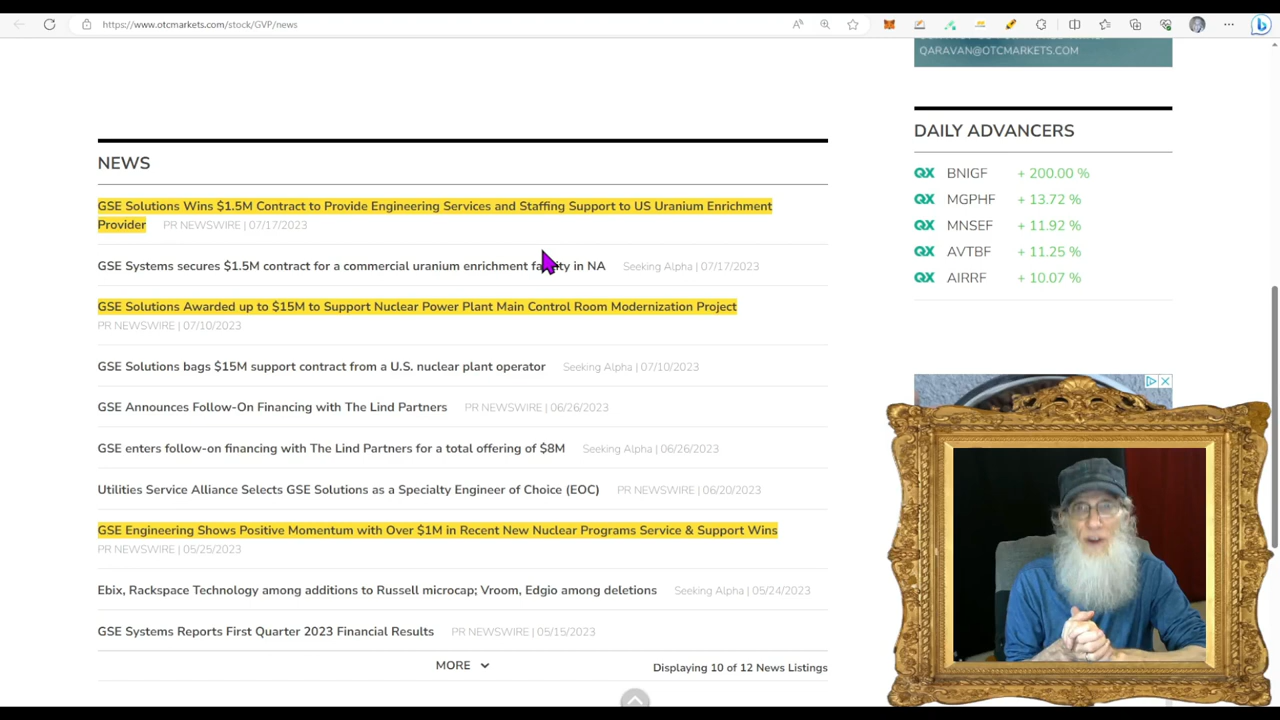 https://www.otcmarkets.com/stock/GVP/news
QARAVAN@OTCMARKETS.COM
NEWS
GSE Solutions Wins $1.5M Contract to Provide Engineering Services and Staffing Support to US Uranium Enrichment
Provider PR NEWSWIRE | 07/17/2023
GSE Systems secures $1.5M contract for a commercial uranium enrichment in NA Seeking Alpha | 07/17/2023
GSE Solutions Awarded up to $15M to Support Nuclear Power Plant Main Control Room Modernization Project
PR NEWSWIRE | 07/10/2023
GSE Solutions bags $15M support contract from a U.S. nuclear plant operator Seeking Alpha | 07/10/2023
GSE Announces Follow-On Financing with The Lind Partners PR NEWSWIRE | 06/26/2023
GSE enters follow-on financing with The Lind Partners for a total offering of $8M Seeking Alpha | 06/26/2023
Utilities Service Alliance Selects GSE Solutions as a Specialty Engineer of Choice (EOC) PR NEWSWIRE | 06/20/2023
GSE Engineering Shows Positive Momentum with Over $1M in Recent New Nuclear Programs Service & Support Wins
PR NEWSWIRE | 05/25/2023
Ebix, Rackspace Technology among additions to Russell microcap; Vroom, Edgio among deletions Seeking Alpha | 05/24/2023
GSE Systems Reports First Quarter 2023 Financial Results PR NEWSWIRE | 05/15/2023
MORE
Displaying 10 of 12 News Listings
DAILY ADVANCERS
QX BNIGF + 200.00 %
QX MGPHF + 13.72 %
QX MNSEF + 11.92 %
QX AVTBF + 11.25 %
QX AIRRF + 10.07 %